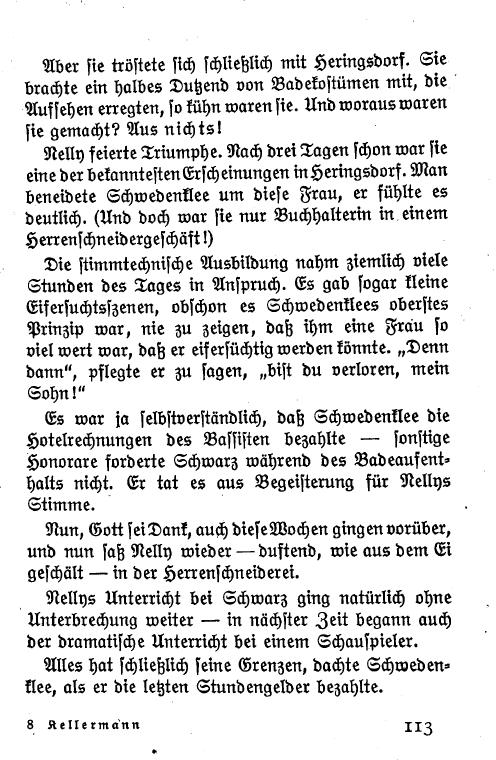 Aber sie tröstete sich schließlich mit Heringsdorf. Sie
brachte ein halbes Dutzend von Badekostümen mit, die
Aufsehen erregten, so kühn waren sie. Und woraus waren
sie gemacht? Aus nichts!
Nelly feierte Triumphe. Nach drei Tagen schon war sie
eine der bekanntesten Erscheinungen in Heringsdorf. Man
beneidete Schwedenklee um diese Frau, er fühlte es
deutlich. (Und doch war sie nur Buchhalterin in einem
Herrenschneidergeschäft!)
Die stimmtechnische Ausbildung nahm ziemlich viele
Stunden des Tages in Anspruch. Es gab sogar kleine
Eifersuchtsszenen, obschon es Schwedenklees oberstes
Prinzip war, nie zu zeigen, daß ihm eine Frau so
viel wert war, daß er eifersüchtig werden könnte. „Denn
dann“, pflegte er zu sagen, „bist du verloren, mein
Sohn!“
Es war ja selbstverständlich, daß Schwedenklee die
Hotelrechnungen des Bassisten bezahlte — sonstige
Honorare forderte Schwarz während des Badeaufent-
halts nicht. Er tat es aus Begeisterung für Nellys
Stimme.
Nun, Gott sei Dank, auch diese Wochen gingen vorüber,
und nun saß Nelly wieder — duftend, wie aus dem Ei
geschält — in der Herrenschneiderei.
Nellys Unterricht bei Schwarz ging natürlich ohne
Unterbrechung weiter — in nächster Zeit begann auch
der dramatische Unterricht bei einem Schauspieler.
Alles hat schließlich seine Grenzen, dachte Schweden-
klee, als er die letzten Stundengelder bezahlte.
8 Kellermann 113